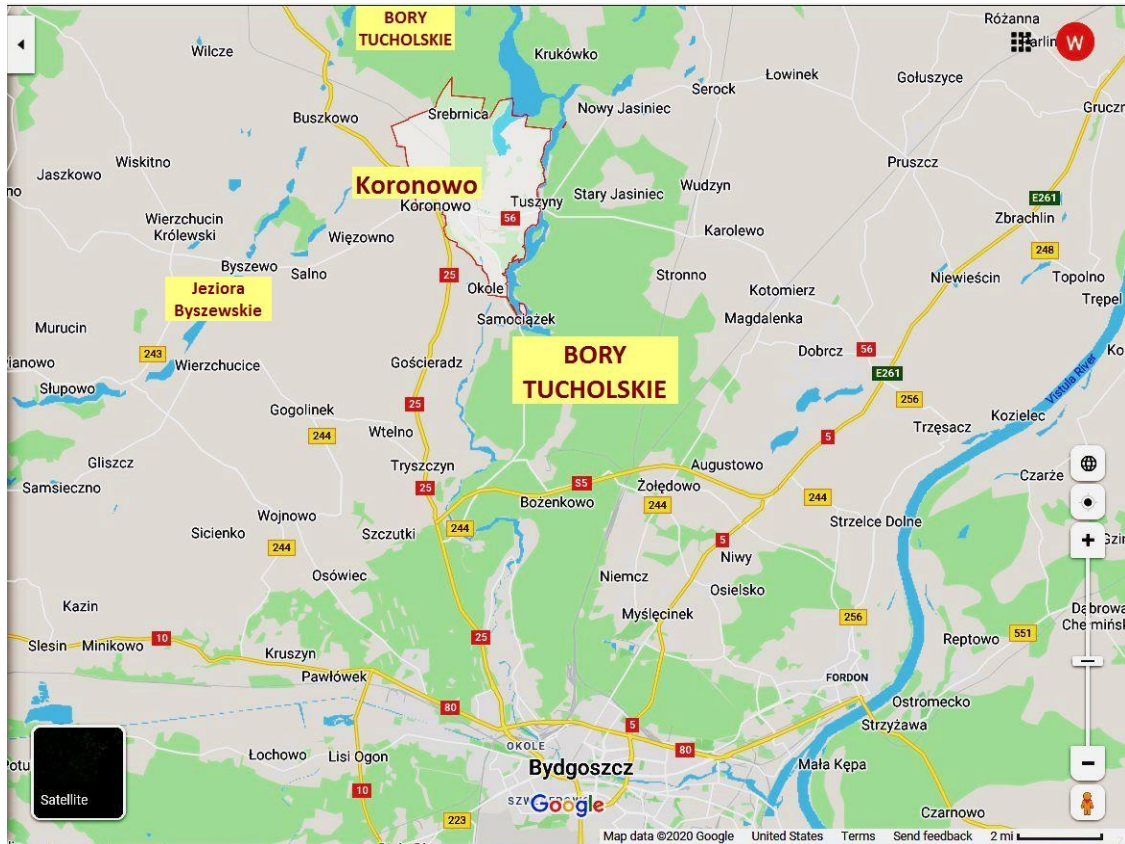 BORY
TUCHOLSKIE
Różanna
Wilcze
Krukówko
W
Łowinek
Gołuszyce
Serock
Nowy Jasiniec
Srebrnica
Buszkowo
Pruszcz
Wiskitno
Jaszkowo
Koronowo
Koronowo
Tuszyny
Stary Jasiniec
Wudzyn
E261
56
Zbrachlin
Wierzchucin
Królewski
Więzowno
Karolewo
248
Byszewo
Salno
25
Stronno
Niewieścin
Topolno
Jeziora
Byszewskie
Okole
Kotomierz
Trępel
Samociążek
Magdalenka
Murucin
BORY
TUCHOLSKIE
243
Wierzchucice
Gościeradz
Dobrcz
56
E261
Vistula River
Słupowo
256
Gogolinek
25
Kozielec
244
Wtelno
5
Trzęsacz
Gliszcz
Tryszczyn
Augustowo
Czarże
Samsieczno
25
S5
Żołędowo
Bożenkowo
244
244
Wojnowo
Sicienko
Szczutki
244
Strzelce Dolne
244
5
Niwy
Osówiec
Niemcz
Osielsko
Kazin
Myślęcinek
256
551
Reptowo
Slesin
Minikowo
10
Kruszyn
25
Pawłówek
FORDON
Ostromecko
80
Strzyżawa
5
80
OKOLE
Łochowo
Lisi Ogon
Bydgoszcz
Mała Kępa
10
Satellite
Google
Czarnowo
223
Map data ©2020 Google
United States
Terms
Send feedback
2 mi